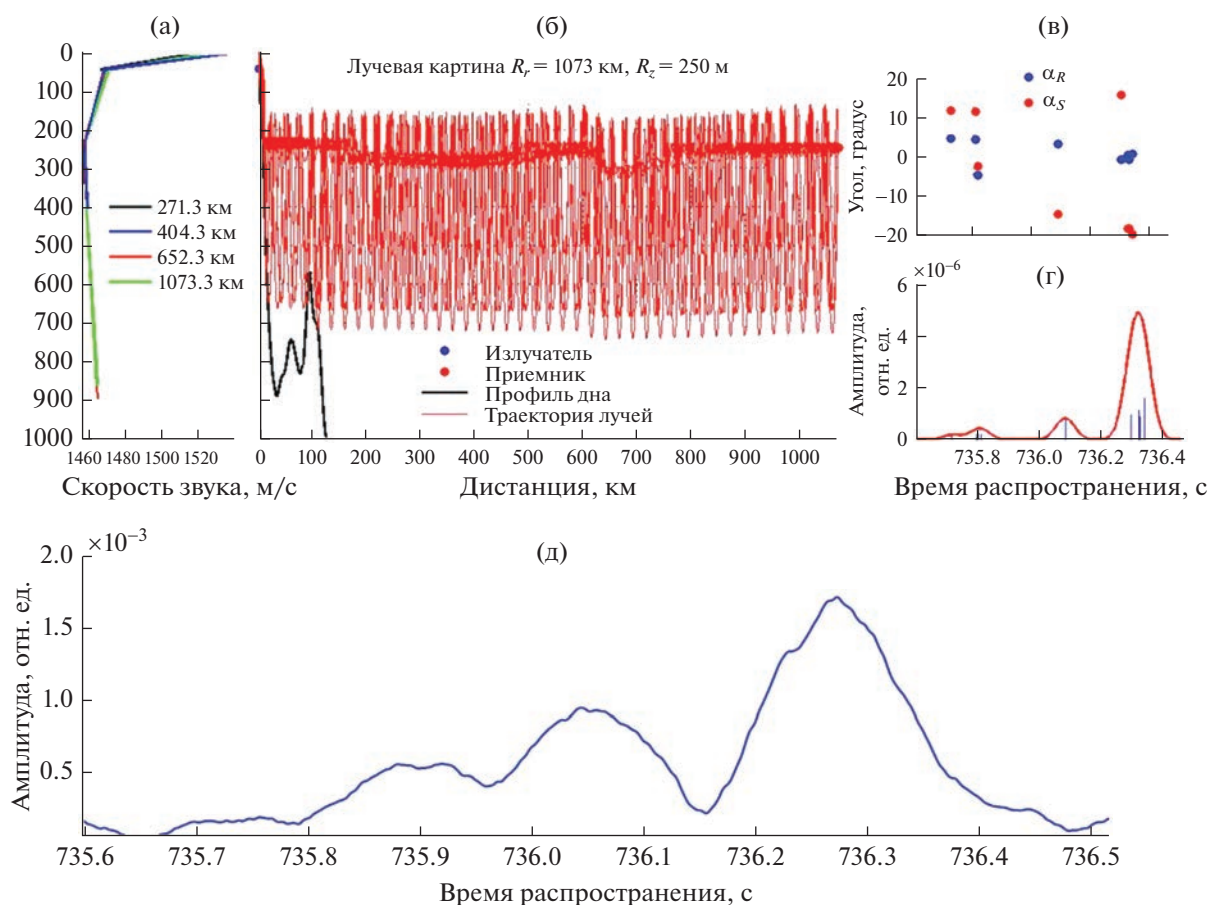 (а)
0
100
200
300
400
500
600
700
800
900
1000
271.3 км
404.3 км
652.3 км
1073.3 км
1460 1480 1500 1520
Скорость звука, м/с
(б)
Лучевая картина Rr = 1073 км, Rz = 250 м
Излучатель
Приемник
Профиль дна
Траектория лучей
0 100 200 300 400 500 600 700 800 900 1000
Дистанция, км
(в)
Угол, градус
20
10
0
−10
−20
αR
αS
(г)
×10−6
Амплитуда,
отн. ед.
6
4
2
0
735.8 736.0 736.2 736.4
Время распространения, с
(д)
×10−3
Амплитуда, отн. ед.
2.0
1.5
1.0
0.5
735.6 735.7 735.8 735.9 736.0 736.1 736.2 736.3 736.4 736.5
Время распространения, с